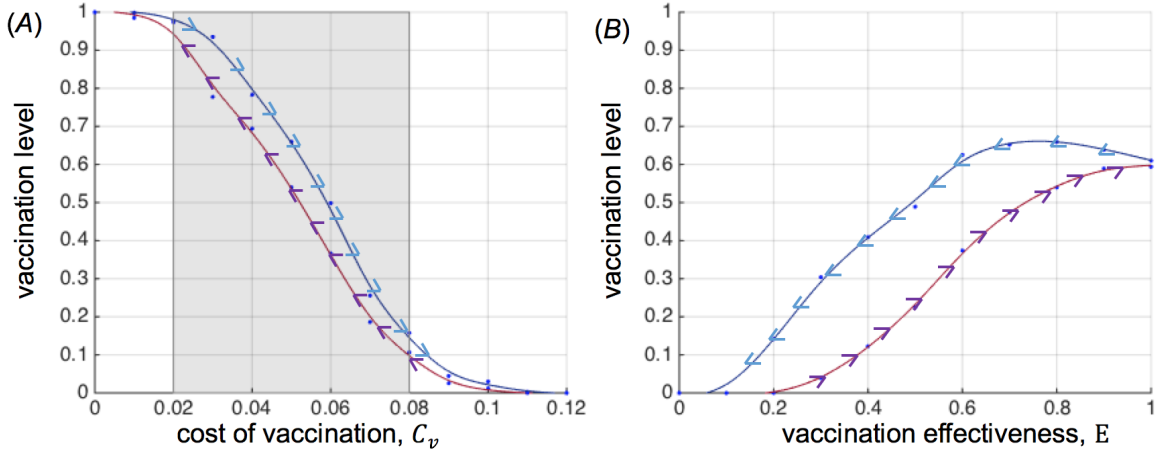 (A)
vaccination level
1
0.9
0.8
0.7
0.6
0.5
0.4
0.3
0.2
0.1
0
0 0.02 0.04 0.06 0.08 0.1 0.12
cost of vaccination, Cᵥ
(B)
vaccination level
1
0.9
0.8
0.7
0.6
0.5
0.4
0.3
0.2
0.1
0
0 0.2 0.4 0.6 0.8 1
vaccination effectiveness, E